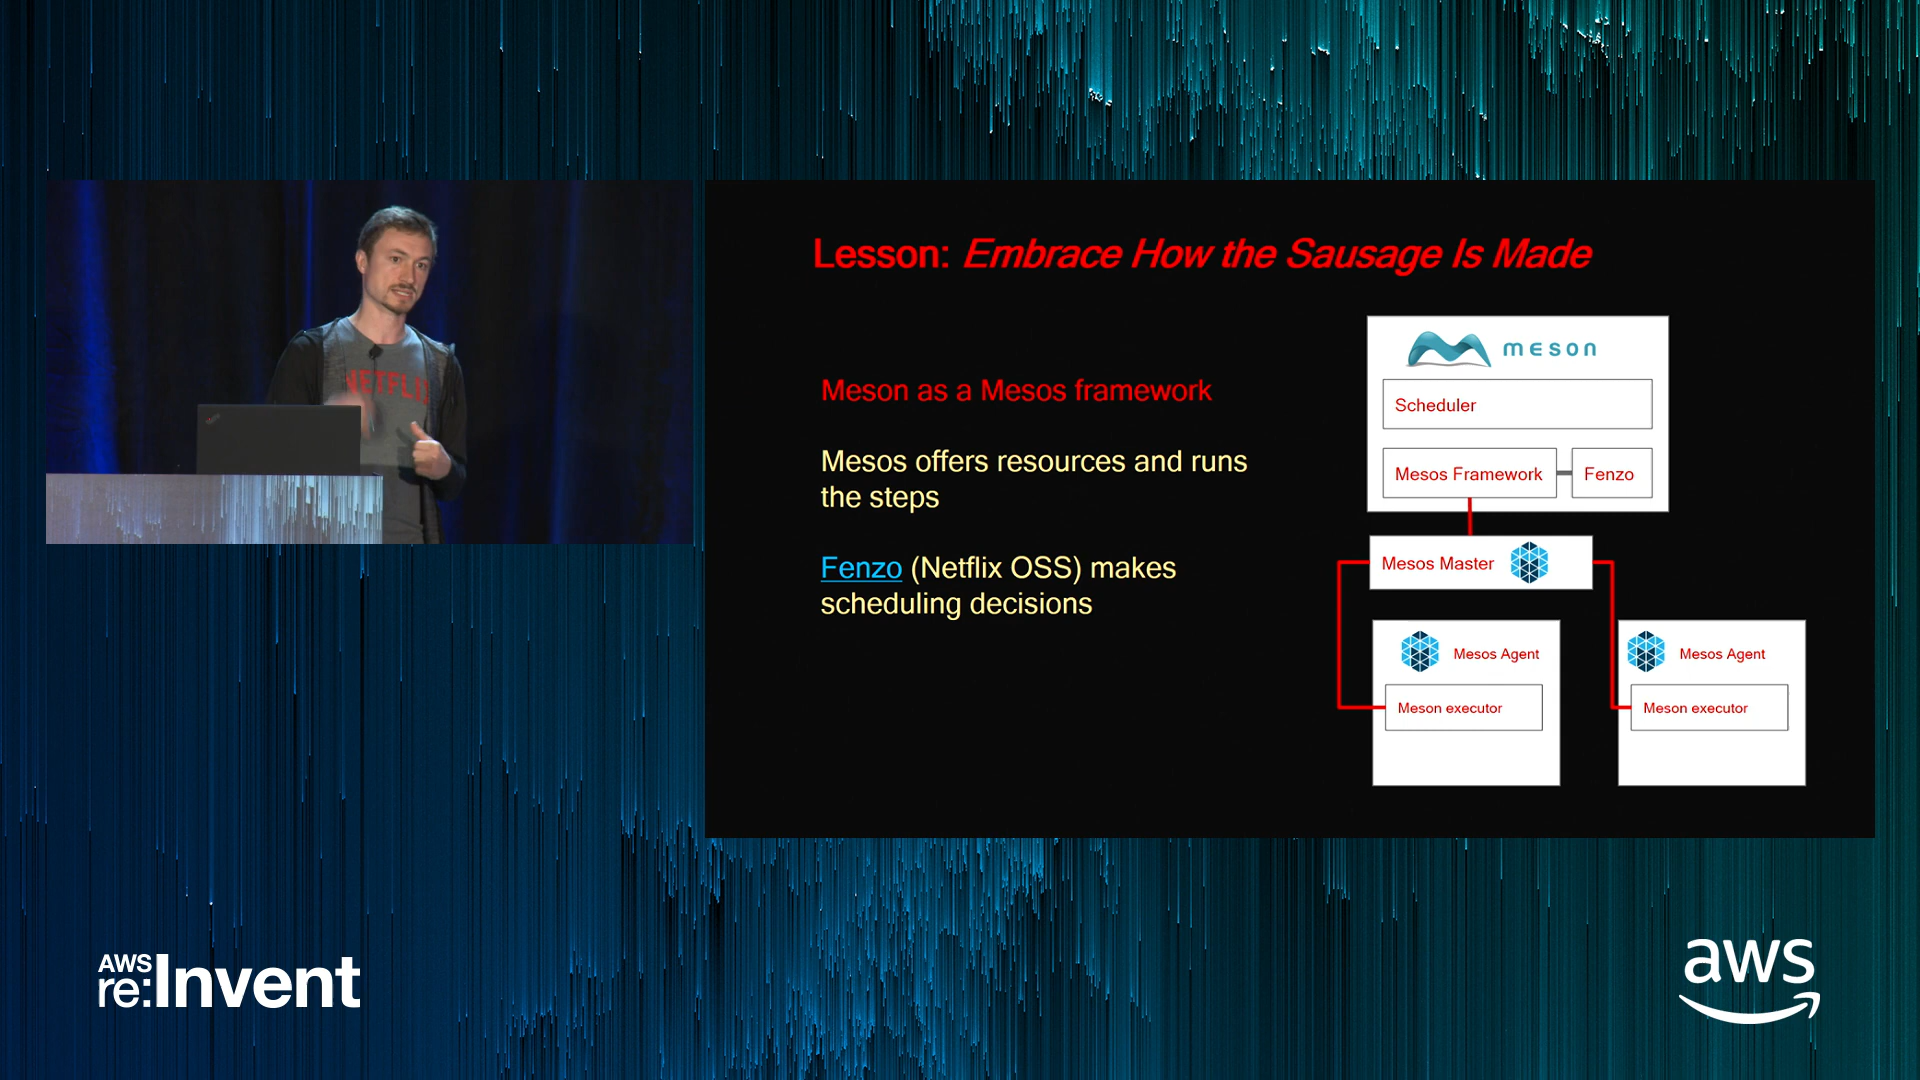 NETFLIX
Lesson: Embrace How the Sausage Is Made
Meson as a Mesos framework
Mesos offers resources and runs
the steps
Fenzo (Netflix OSS) makes
scheduling decisions
meson
Scheduler
Mesos Framework
Fenzo
Mesos Master
Mesos Agent
Meson executor
Mesos Agent
Meson executor
AWS
re:Invent
aws